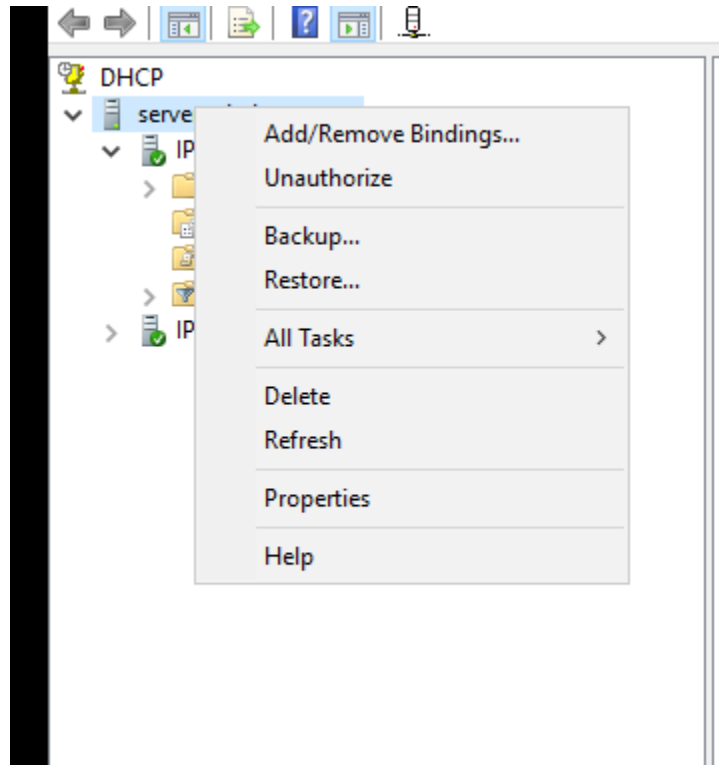 DHCP
serve
Add/Remove Bindings...
IP
Unauthorize
Backup...
Restore...
IP
All Tasks
Delete
Refresh
Properties
Help